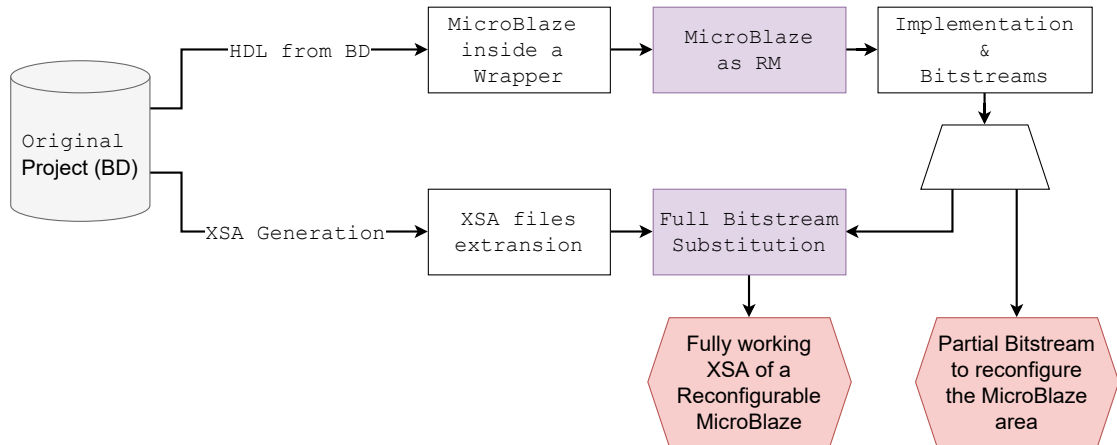 HDL from BD
MicroBlaze
inside a
Wrapper
MicroBlaze
as RM
Implementation
&
Bitstreams
Original
Project (BD)
XSA Generation
XSA files
extransion
Full Bitstream
Substitution
Fully working
XSA of a
Reconfigurable
MicroBlaze
Partial Bitstream
to reconfigure
the MicroBlaze
area